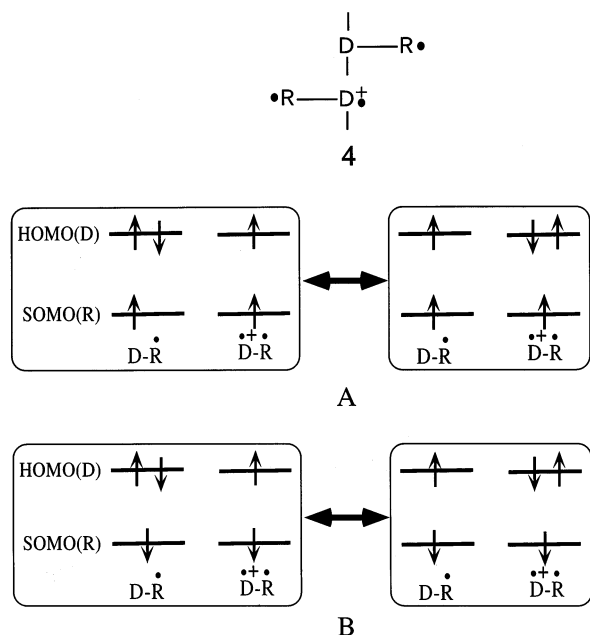 D—R•
•R—D+•
4
HOMO(D)
SOMO(R)
D-R• D•+-R•
D-R• D•+-R•
A
HOMO(D)
SOMO(R)
D-R• D•+-R•
D-R• D•+-R•
B